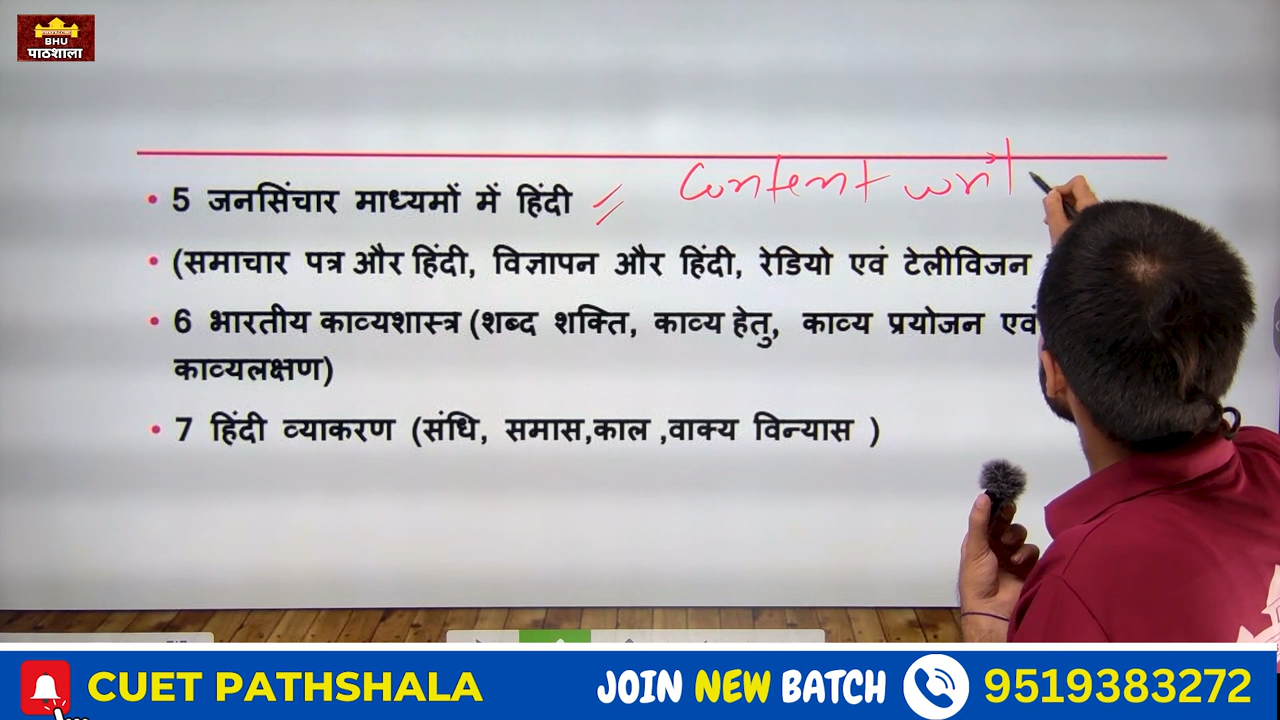 BHU
पाठशाला
Content writ
• 5 जनसिंचार माध्यमों में हिंदी
• (समाचार पत्र और हिंदी, विज्ञापन और हिंदी, रेडियो एवं टेलीविजन
• 6 भारतीय काव्यशास्त्र (शब्द शक्ति, काव्य हेतु, काव्य प्रयोजन एवं
काव्यलक्षण)
• 7 हिंदी व्याकरण (संधि, समास,काल ,वाक्य विन्यास )
CUET PATHSHALA JOIN NEW BATCH 9519383272